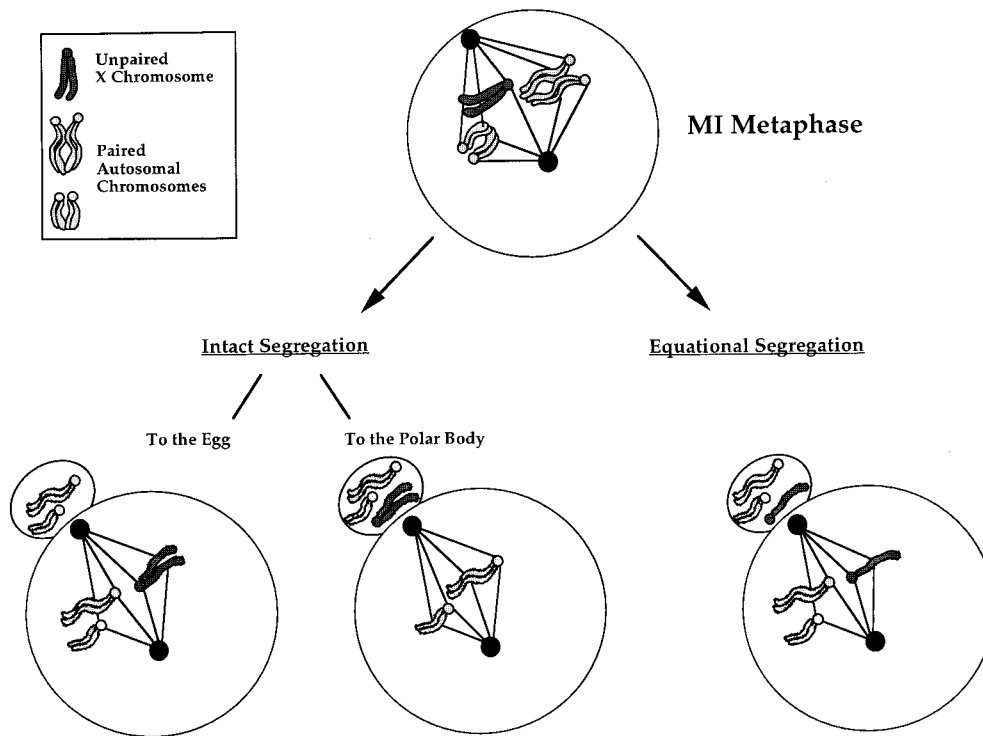 Unpaired
X Chromosome
Paired
Autosomal
Chromosomes
MI Metaphase
Intact Segregation
Equational Segregation
To the Egg
To the Polar Body